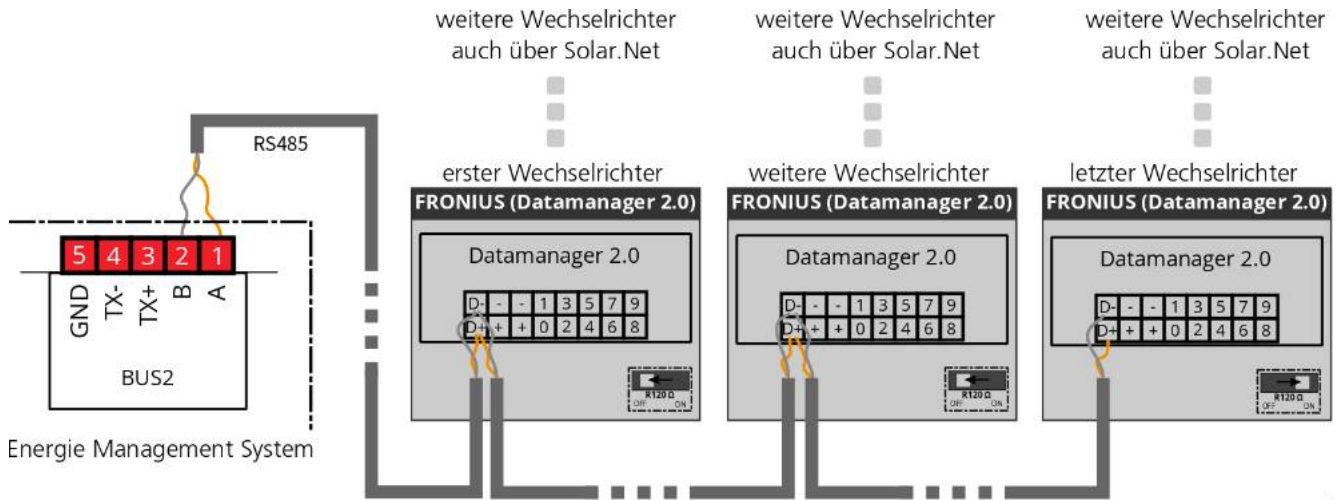 weitere Wechselrichter
auch über Solar.Net
weitere Wechselrichter
auch über Solar.Net
weitere Wechselrichter
auch über Solar.Net
RS485
erster Wechselrichter
weitere Wechselrichter
letzter Wechselrichter
FRONIUS (Datamanager 2.0)
FRONIUS (Datamanager 2.0)
FRONIUS (Datamanager 2.0)
5 4 3 2 1
GND TX- TX+ B A
BUS2
Energie Management System
Datamanager 2.0
D- - - 1 3 5 7 9
D+ + + 0 2 4 6 8
R120 Ω
OFF ON
Datamanager 2.0
D- - - 1 3 5 7 9
D+ + + 0 2 4 6 8
R120 Ω
OFF ON
Datamanager 2.0
D- - - 1 3 5 7 9
D+ + + 0 2 4 6 8
R120 Ω
OFF ON